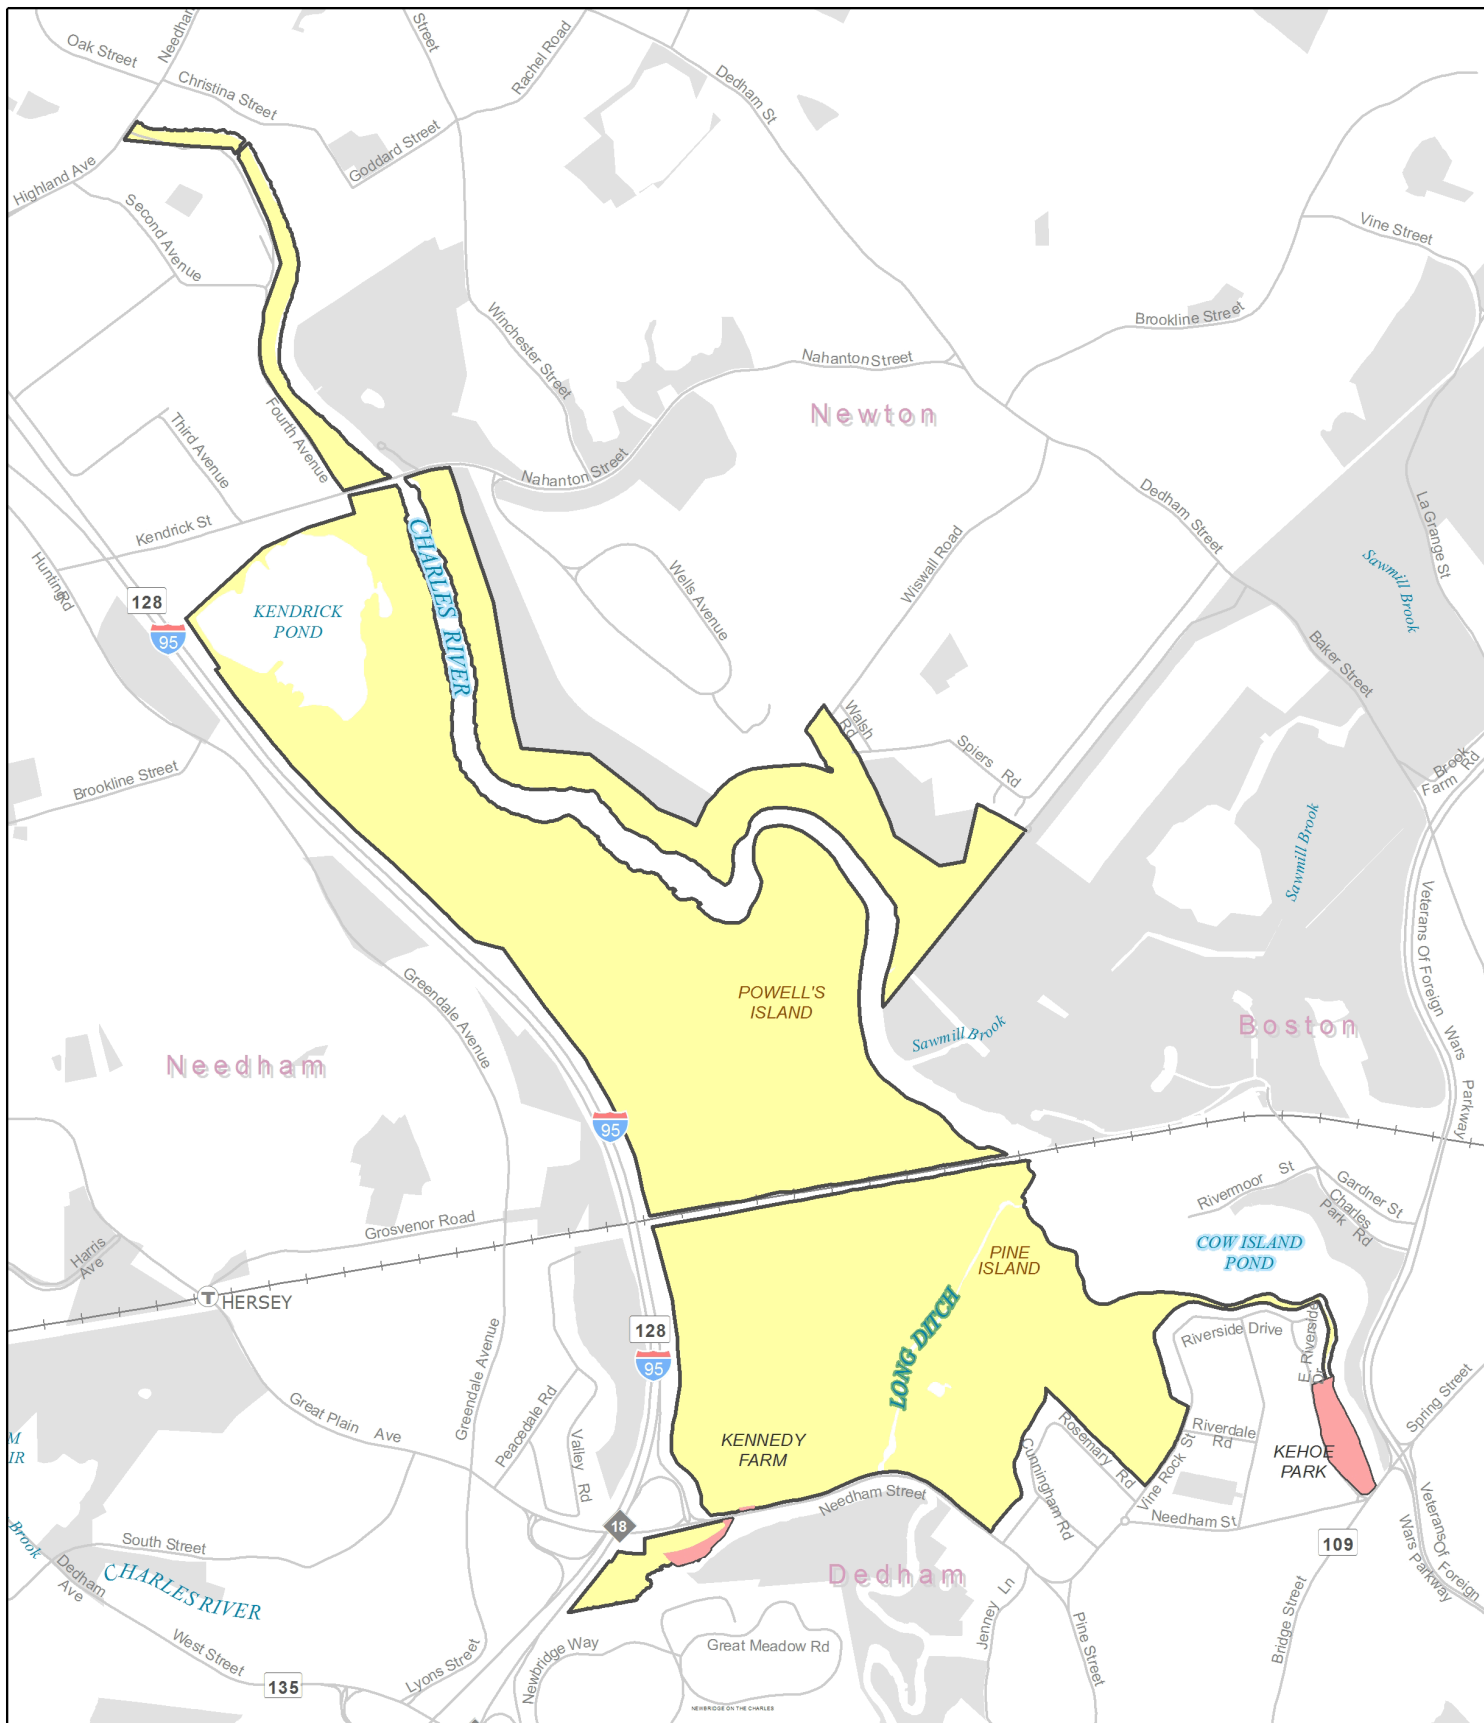 Oak Street
Needham
Street
Rachel Road
Dedham St
Christina Street
Goddard Street
Highland Ave
Second Avenue
Vine Street
Winchester Street
Brookline Street
Nahanton Street
Newton
Third Avenue
Fourth Avenue
Nahanton Street
Kendrick St
Dedham Street
La Grange St
CHARLES RIVER
Hunting
Rd
Wells Avenue
Wiswall Road
Sawmill Brook
128
95
KENDRICK
POND
Baker Street
Walsh
Rd
Spiers Rd
Brookline Street
Brook
Farm Rd
Sawmill Brook
Veterans Of Foreign Wars Parkway
Greendale Avenue
POWELL'S
ISLAND
Sawmill Brook
Boston
Needham
95
Grosvenor Road
Rivermoor St
Gardner St
Charles
Park Rd
Harris
Ave
T HERSEY
PINE
ISLAND
COW ISLAND
POND
LONG DITCH
128
95
Riverside Drive
E. Riverside
Dr
Greendale Avenue
Great Plain Ave
Peacedale Rd
Valley Rd
KENNEDY
FARM
Cunningham Rd
Rosemary Rd
Vine Rock St
Riverdale
Rd
KEHOE
PARK
Spring Street
M
IR
Brook
18
Needham Street
Needham St
109
Veterans Of Foreign
Wars Parkway
South Street
Dedham
Ave
CHARLES RIVER
Dedham
West Street
135
Lyons Street
Newbridge Way
Great Meadow Rd
Jenney Ln
Pine Street
Bridge Street
NEWBRIDGE ON THE CHARLES